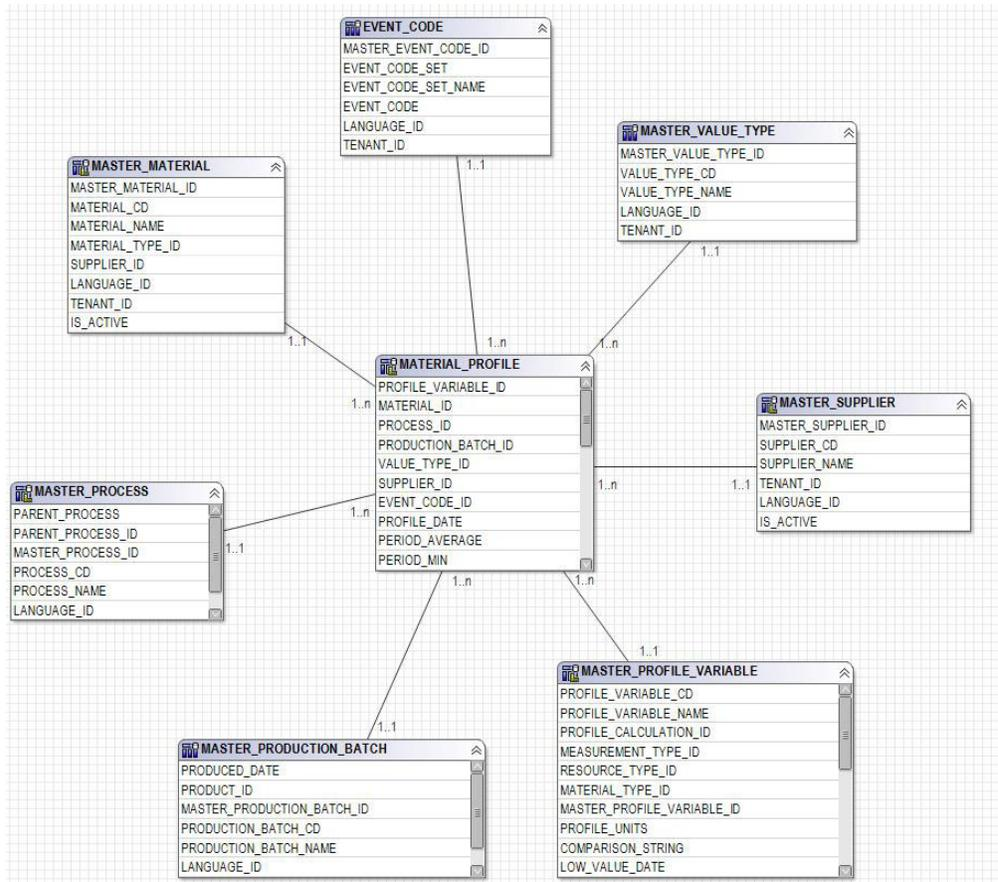 EVENT_CODE
MASTER_EVENT_CODE_ID
EVENT_CODE_SET
EVENT_CODE_SET_NAME
EVENT_CODE
LANGUAGE_ID
TENANT_ID
1..1
MASTER_VALUE_TYPE
MASTER_VALUE_TYPE_ID
VALUE_TYPE_CD
VALUE_TYPE_NAME
LANGUAGE_ID
TENANT_ID
1..1
MASTER_MATERIAL
MASTER_MATERIAL_ID
MATERIAL_CD
MATERIAL_NAME
MATERIAL_TYPE_ID
SUPPLIER_ID
LANGUAGE_ID
TENANT_ID
IS_ACTIVE
1..1
1..n
1..n
1..n
MATERIAL_PROFILE
PROFILE_VARIABLE_ID
MATERIAL_ID
PROCESS_ID
PRODUCTION_BATCH_ID
VALUE_TYPE_ID
SUPPLIER_ID
EVENT_CODE_ID
PROFILE_DATE
PERIOD_AVERAGE
PERIOD_MIN
MASTER_SUPPLIER
MASTER_SUPPLIER_ID
SUPPLIER_CD
SUPPLIER_NAME
TENANT_ID
LANGUAGE_ID
IS_ACTIVE
1..n
1..1
MASTER_PROCESS
PARENT_PROCESS
PARENT_PROCESS_ID
MASTER_PROCESS_ID
PROCESS_CD
PROCESS_NAME
LANGUAGE_ID
1..n
1..1
1..n
1..n
1..1
1..1
MASTER_PROFILE_VARIABLE
PROFILE_VARIABLE_CD
PROFILE_VARIABLE_NAME
PROFILE_CALCULATION_ID
MEASUREMENT_TYPE_ID
RESOURCE_TYPE_ID
MATERIAL_TYPE_ID
MASTER_PROFILE_VARIABLE_ID
PROFILE_UNITS
COMPARISON_STRING
LOW_VALUE_DATE
MASTER_PRODUCTION_BATCH
PRODUCED_DATE
PRODUCT_ID
MASTER_PRODUCTION_BATCH_ID
PRODUCTION_BATCH_CD
PRODUCTION_BATCH_NAME
LANGUAGE_ID